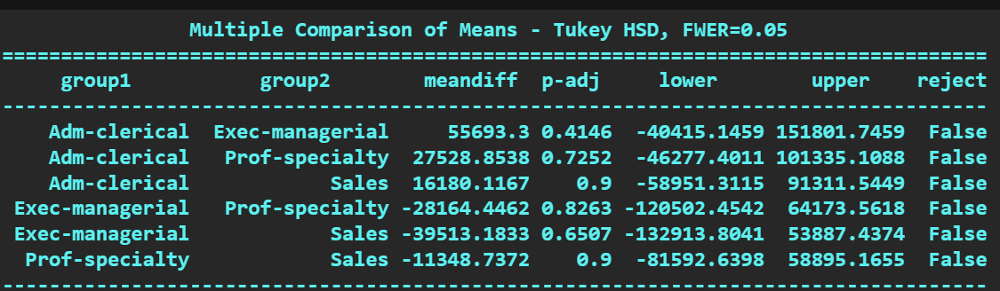 Multiple Comparison of Means - Tukey HSD, FWER=0.05
=====================================================================================
group1 group2 meandiff p-adj lower upper reject
-------------------------------------------------------------------------------------
Adm-clerical Exec-managerial 55693.3 0.4146 -40415.1459 151801.7459 False
Adm-clerical Prof-specialty 27528.8538 0.7252 -46277.4011 101335.1088 False
Adm-clerical Sales 16180.1167 0.9 -58951.3115 91311.5449 False
Exec-managerial Prof-specialty -28164.4462 0.8263 -120502.4542 64173.5618 False
Exec-managerial Sales -39513.1833 0.6507 -132913.8041 53887.4374 False
Prof-specialty Sales -11348.7372 0.9 -81592.6398 58895.1655 False
-------------------------------------------------------------------------------------